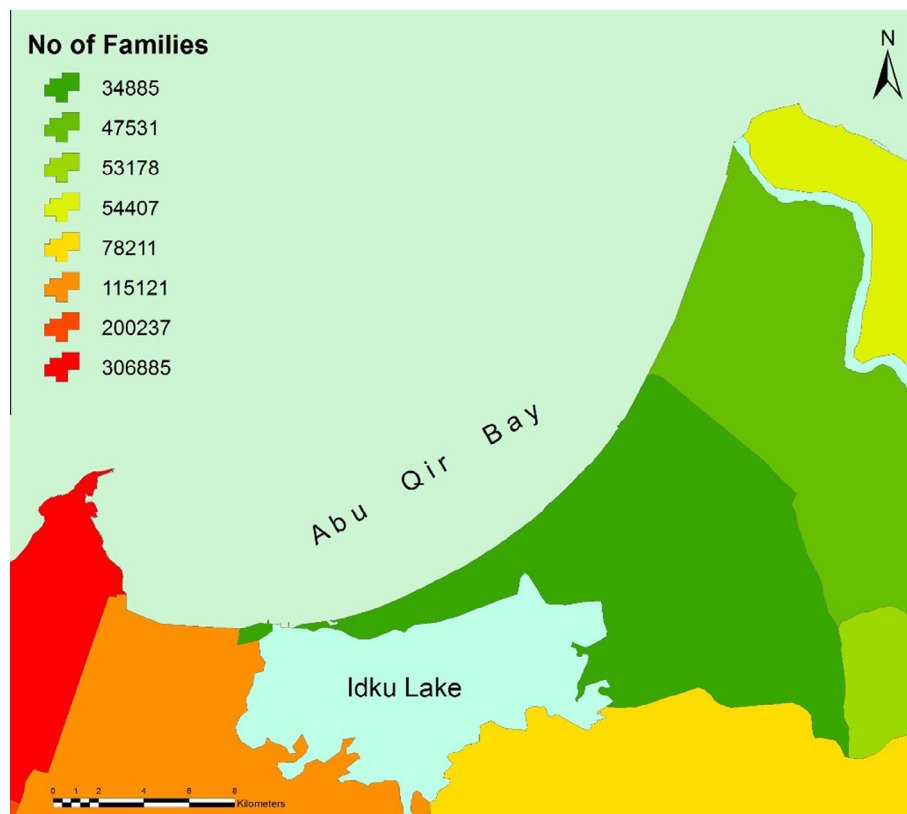 No of Families
34885
47531
53178
54407
78211
115121
200237
306885
N
Abu Qir Bay
Idku Lake
0 1 2 4 6 8
Kilometers